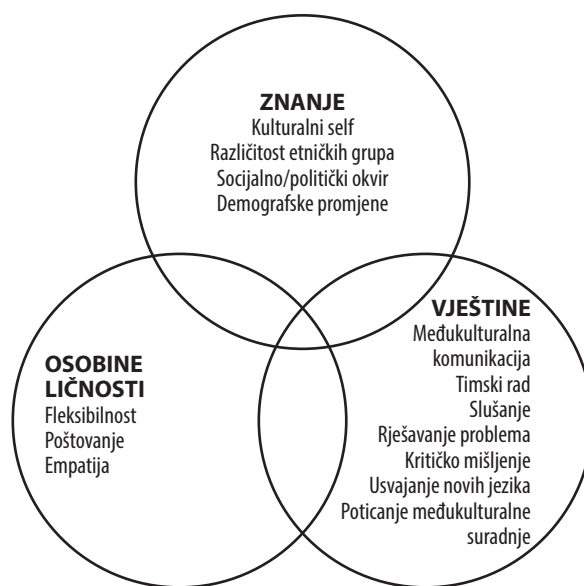 ZNANJE
Kulturalni self
Različitost etničkih grupa
Socijalno/politički okvir
Demografske promjene
OSOBINE
LIČNOSTI
Fleksibilnost
Poštovanje
Empatija
VJEŠTINE
Međukulturalna
komunikacija
Timski rad
Slušanje
Rješavanje problema
Kritičko mišljenje
Usvajanje novih jezika
Poticanje međukulturalne
suradnje